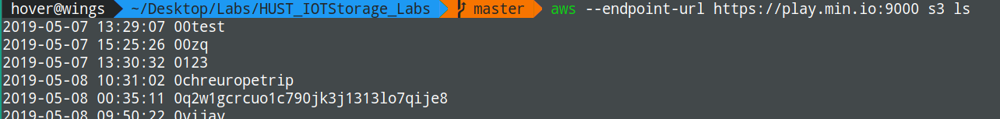 hover@wings ~/Desktop/Labs/HUST_IOTStorage_Labs master aws --endpoint-url https://play.min.io:9000 s3 ls
2019-05-07 13:29:07 00test
2019-05-07 15:25:26 00zq
2019-05-07 13:30:32 0123
2019-05-08 10:31:02 0chreuropetrip
2019-05-08 00:35:11 0q2w1gcrcuo1c790jk3j1313lo7qije8
2019-05-08 09:50:22 0vijay